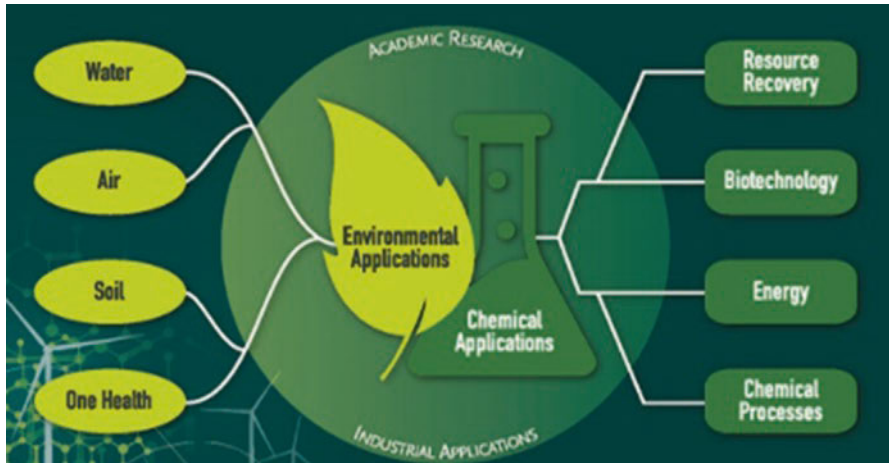 ACADEMIC RESEARCH
Water
Air
Soil
One Health
Environmental
Applications
Chemical
Applications
Resource
Recovery
Biotechnology
Energy
Chemical
Processes
INDUSTRIAL APPLICATIONS